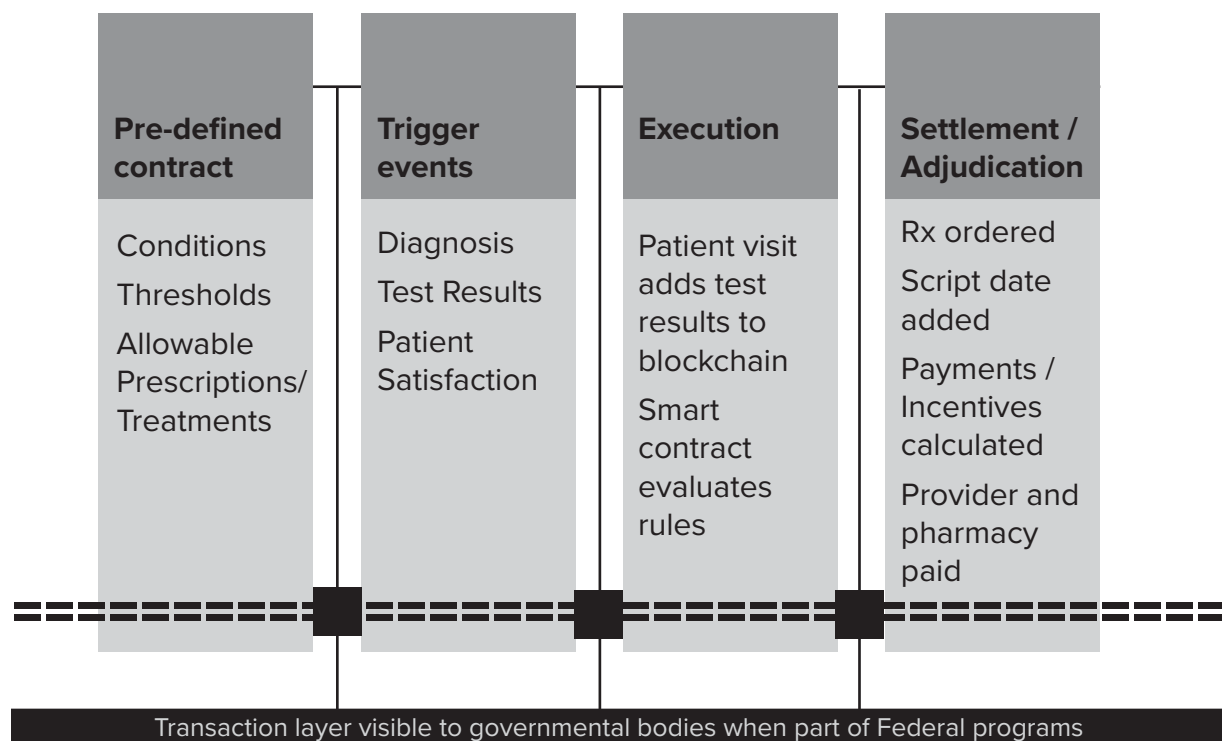 Pre-defined
contract
Conditions
Thresholds
Allowable
Prescriptions/
Treatments
Trigger
events
Diagnosis
Test Results
Patient
Satisfaction
Execution
Patient visit
adds test
results to
blockchain
Smart
contract
evaluates
rules
Settlement /
Adjudication
Rx ordered
Script date
added
Payments /
Incentives
calculated
Provider and
pharmacy
paid
Transaction layer visible to governmental bodies when part of Federal programs